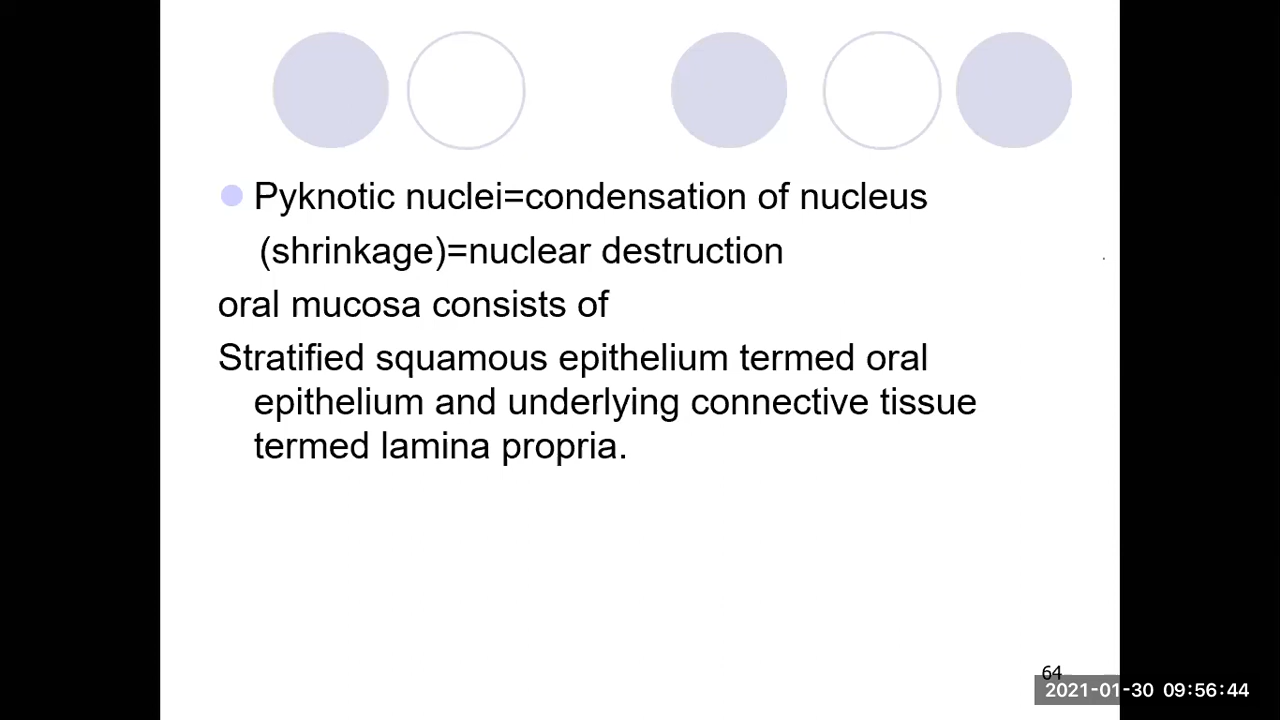 Pyknotic nuclei=condensation of nucleus
(shrinkage)=nuclear destruction
oral mucosa consists of
Stratified squamous epithelium termed oral
epithelium and underlying connective tissue
termed lamina propria.
64
2021-01-30 09:56:44